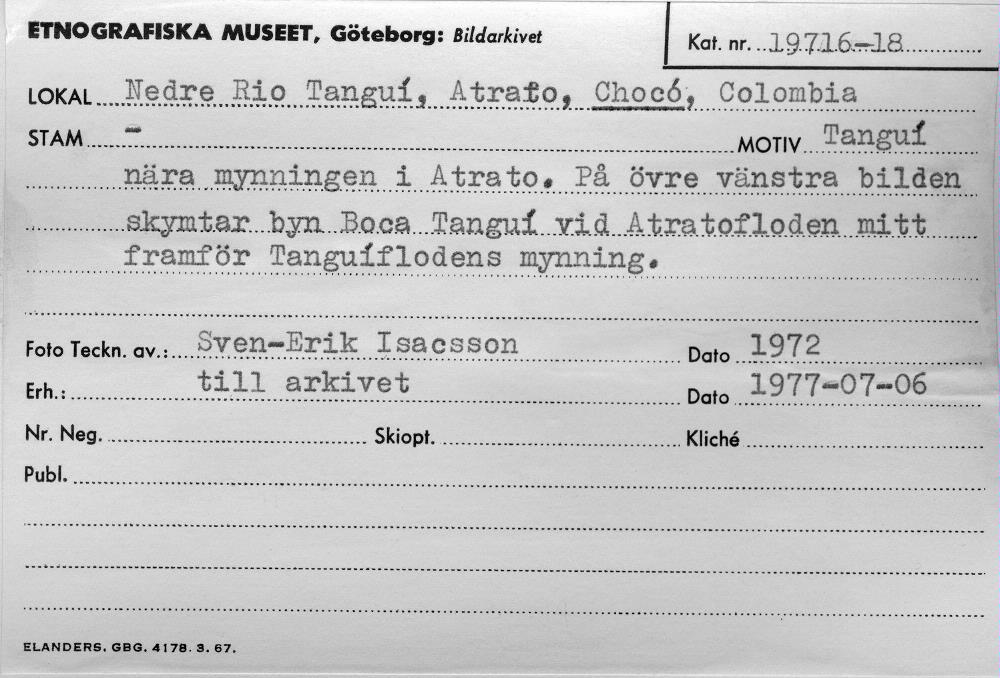 ETNOGRAFISKA MUSEET, Göteborg: Bildarkivet
Kat. nr. 19716-18
LOKAL Nedre Rio Tanguí, Atrato, Chocó, Colombia
STAM - MOTIV Tanguí
nära mynningen i Atrato. På övre vänstra bilden
skymtar byn Boca Tanguí vid Atratofloden mitt
framför Tanguíflodens mynning.
Foto Teckn. av.: Sven-Erik Isacsson Dato 1972
Erh.: till arkivet Dato 1977-07-06
Nr. Neg. Skiopt. Kliché
Publ.
ELANDERS. GBG. 4178. 3. 67.